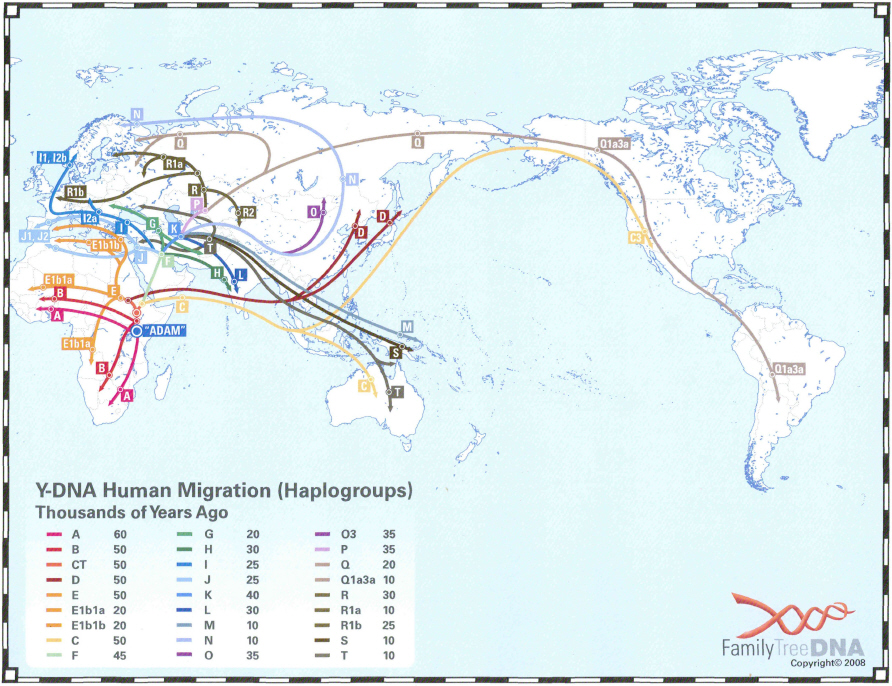 N
Q
Q
Q1a3a
I1, I2b
R1a
N
R1b
R
P
R2
O
D
I2a
G
K
D
J1, J2
I
E1b1b
T
C3
J
F
H
L
E1b1a
E
B
C
A
"ADAM"
M
E1b1a
S
B
Q1a3a
C
T
A
Y-DNA Human Migration (Haplogroups)
Thousands of Years Ago
A 60 G 20 O3 35
B 50 H 30 P 35
CT 50 I 25 Q 20
D 50 J 25 Q1a3a 10
E 50 K 40 R 30
E1b1a 20 L 30 R1a 10
E1b1b 20 M 10 R1b 25
C 50 N 10 S 10
F 45 O 35 T 10
FamilyTreeDNA
Copyright© 2008